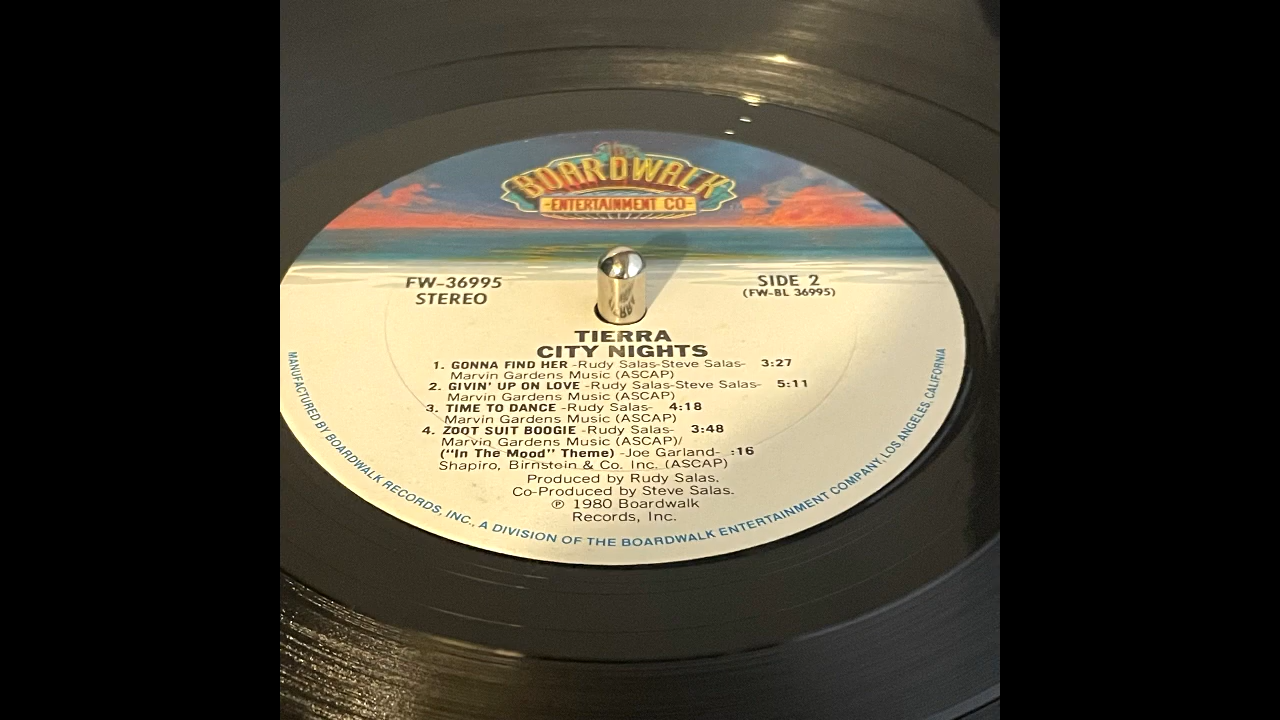 The
BOARDWALK
-ENTERTAINMENT CO-
FW-36995
STEREO
SIDE 2
(FW-BL 36995)
TIERRA
CITY NIGHTS
1. GONNA FIND HER -Rudy Salas-Steve Salas- 3:27
Marvin Gardens Music (ASCAP)
2. GIVIN' UP ON LOVE -Rudy Salas-Steve Salas- 5:11
Marvin Gardens Music (ASCAP)
3. TIME TO DANCE -Rudy Salas- 4:18
Marvin Gardens Music (ASCAP)
4. ZOOT SUIT BOOGIE -Rudy Salas- 3:48
Marvin Gardens Music (ASCAP)/
("In The Mood" Theme) -Joe Garland- :16
Shapiro, Birnstein & Co. Inc. (ASCAP)
Produced by Rudy Salas.
Co-Produced by Steve Salas.
℗ 1980 Boardwalk
Records, Inc.
MANUFACTURED BY BOARDWALK RECORDS, INC., A DIVISION OF THE BOARDWALK ENTERTAINMENT COMPANY, LOS ANGELES, CALIFORNIA